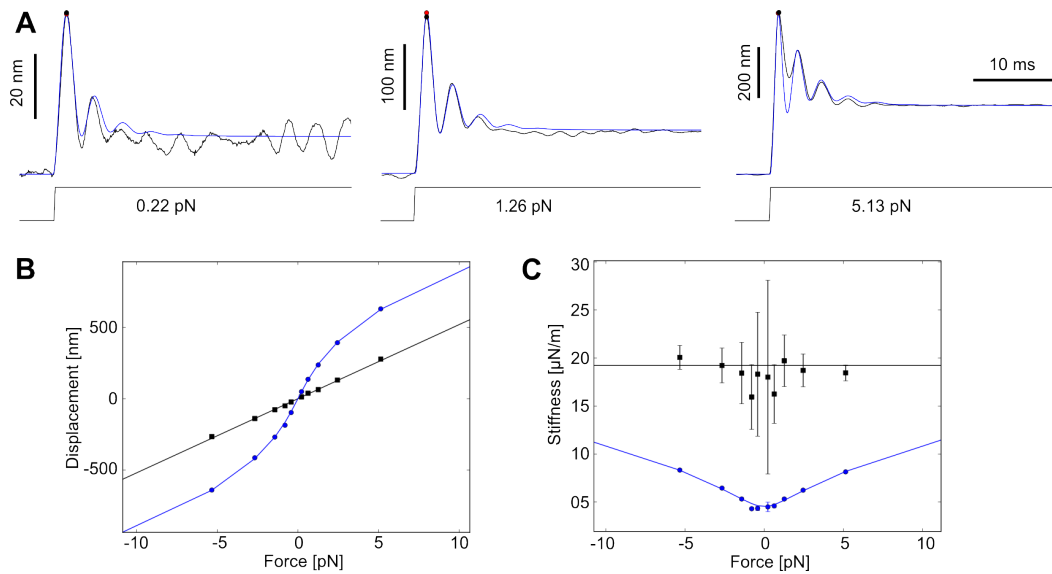 A
20 nm
100 nm
200 nm
10 ms
0.22 pN
1.26 pN
5.13 pN
B
Displacement [nm]
500
0
-500
-10
-5
0
5
10
Force [pN]
C
Stiffness [µN/m]
30
25
20
15
10
05
-10
-5
0
5
10
Force [pN]